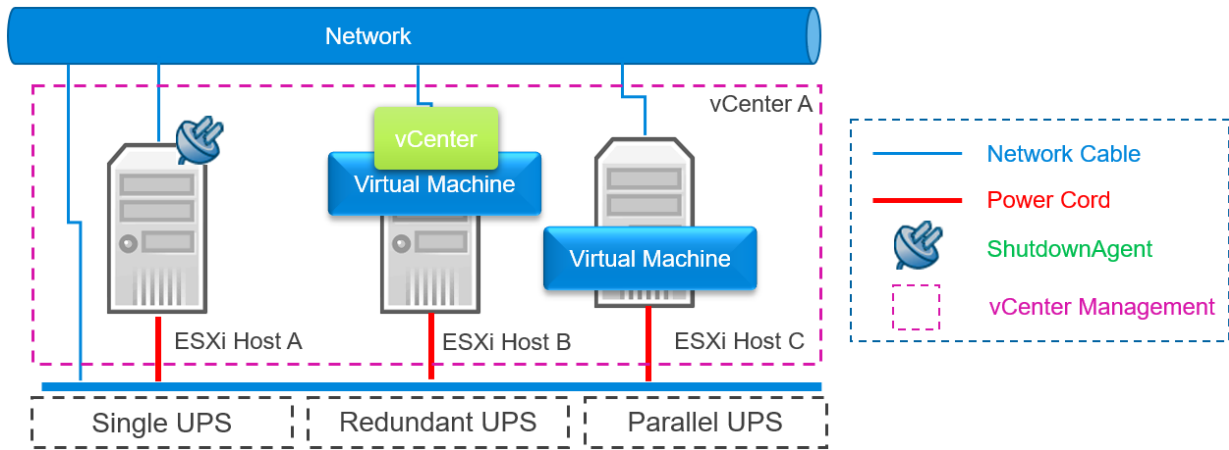 Network
vCenter A
vCenter
Virtual Machine
Virtual Machine
ESXi Host A
ESXi Host B
ESXi Host C
Single UPS
Redundant UPS
Parallel UPS
Network Cable
Power Cord
ShutdownAgent
vCenter Management